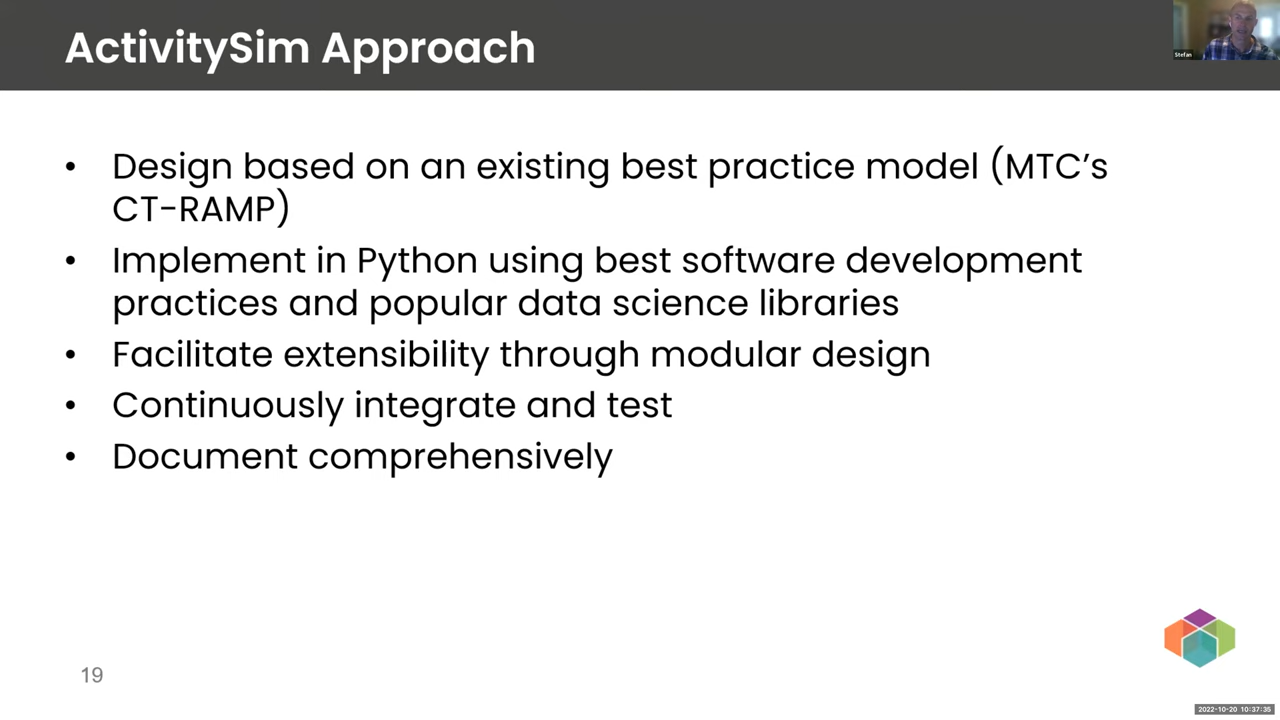 ActivitySim Approach
Stefan
• Design based on an existing best practice model (MTC’s
CT-RAMP)
• Implement in Python using best software development
practices and popular data science libraries
• Facilitate extensibility through modular design
• Continuously integrate and test
• Document comprehensively
19
2022-10-20 10:37:35